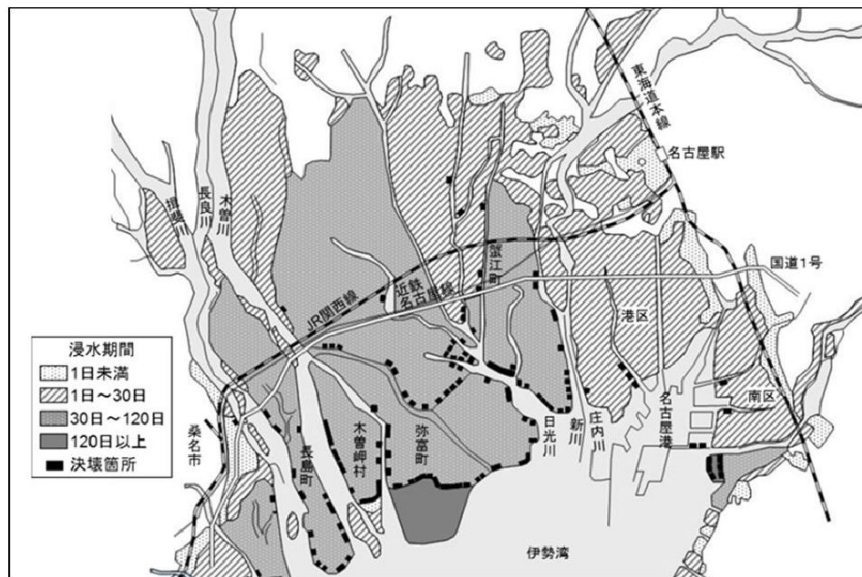 東海道本線
名古屋駅
揖斐川
長良川
木曽川
国道1号
蟹江町
近鉄
名古屋線
JR関西線
港区
浸水期間
1日未満
1日～30日
30日～120日
120日以上
決壊箇所
桑名市
長島町
木曽岬村
弥富町
日光川
新川
庄内川
名古屋港
南区
伊勢湾